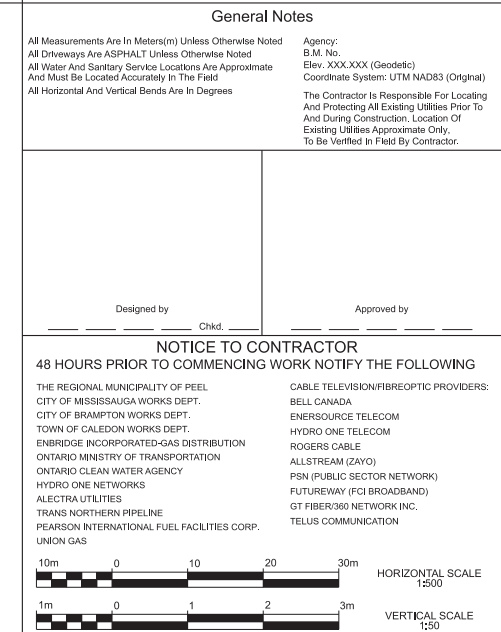 General Notes
All Measurements Are In Meters(m) Unless Otherwise Noted
All Driveways Are ASPHALT Unless Otherwise Noted
All Water And Sanitary Service Locations Are Approximate
And Must Be Located Accurately In The Field
All Horizontal And Vertical Bends Are In Degrees
Agency:
B.M. No.
Elev. XXX.XXX (Geodetic)
Coordinate System: UTM NAD83 (Original)
The Contractor Is Responsible For Locating
And Protecting All Existing Utilities Prior To
And During Construction. Location Of
Existing Utilities Approximate Only,
To Be Verified In Field By Contractor.
Designed by
Chkd.
Approved by
NOTICE TO CONTRACTOR
48 HOURS PRIOR TO COMMENCING WORK NOTIFY THE FOLLOWING
THE REGIONAL MUNICIPALITY OF PEEL
CITY OF MISSISSAUGA WORKS DEPT.
CITY OF BRAMPTON WORKS DEPT.
TOWN OF CALEDON WORKS DEPT.
ENBRIDGE INCORPORATED-GAS DISTRIBUTION
ONTARIO MINISTRY OF TRANSPORTATION
ONTARIO CLEAN WATER AGENCY
HYDRO ONE NETWORKS
ALECTRA UTILITIES
TRANS NORTHERN PIPELINE
PEARSON INTERNATIONAL FUEL FACILITIES CORP.
UNION GAS
CABLE TELEVISION/FIBREOPTIC PROVIDERS:
BELL CANADA
ENERSOURCE TELECOM
HYDRO ONE TELECOM
ROGERS CABLE
ALLSTREAM (ZAYO)
PSN (PUBLIC SECTOR NETWORK)
FUTUREWAY (FCI BROADBAND)
GT FIBER/360 NETWORK INC.
TELUS COMMUNICATION
10m 0 10 20 30m
HORIZONTAL SCALE
1:500
1m 0 1 2 3m
VERTICAL SCALE
1:50